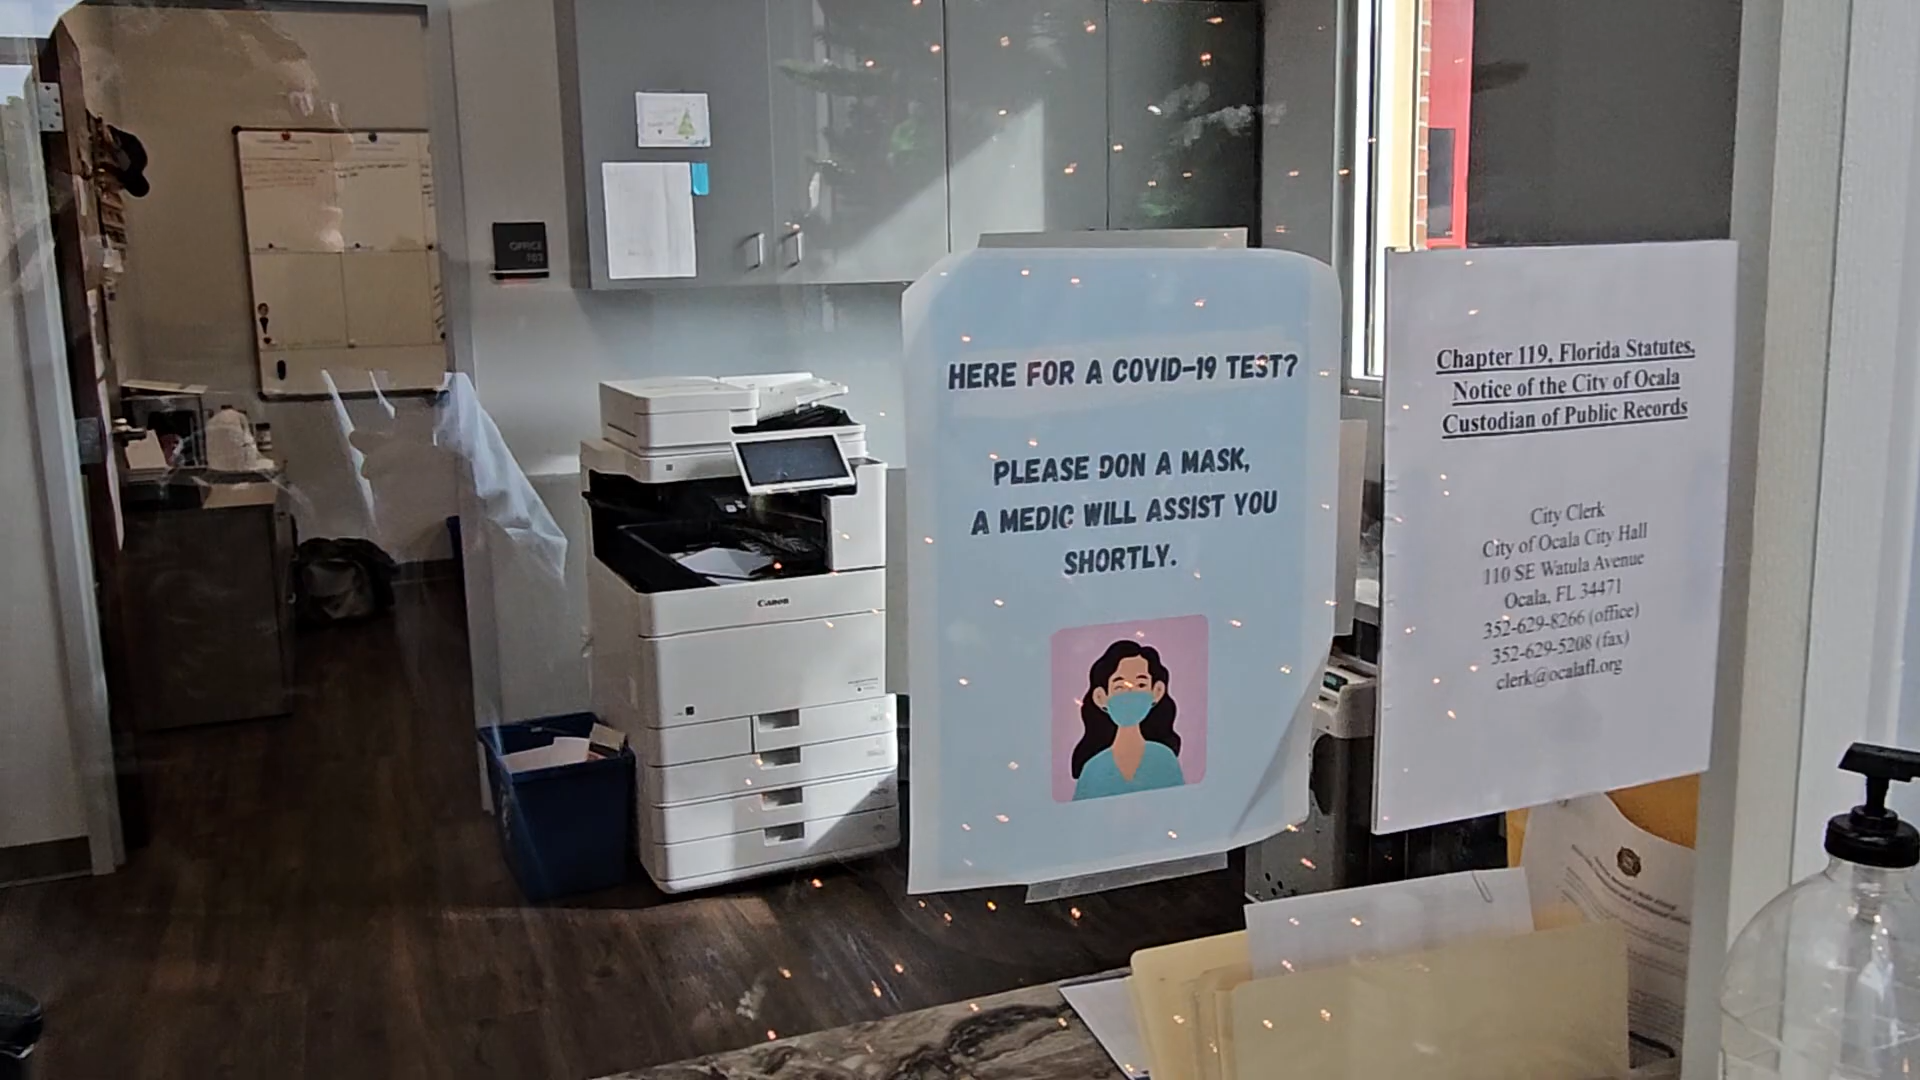 OFFICE
103
Canon
HERE FOR A COVID-19 TEST?
PLEASE DON A MASK,
A MEDIC WILL ASSIST YOU
SHORTLY.
Chapter 119, Florida Statutes,
Notice of the City of Ocala
Custodian of Public Records
City Clerk
City of Ocala City Hall
110 SE Watula Avenue
Ocala, FL 34471
352-629-8266 (office)
352-629-5208 (fax)
clerk@ocalafl.org